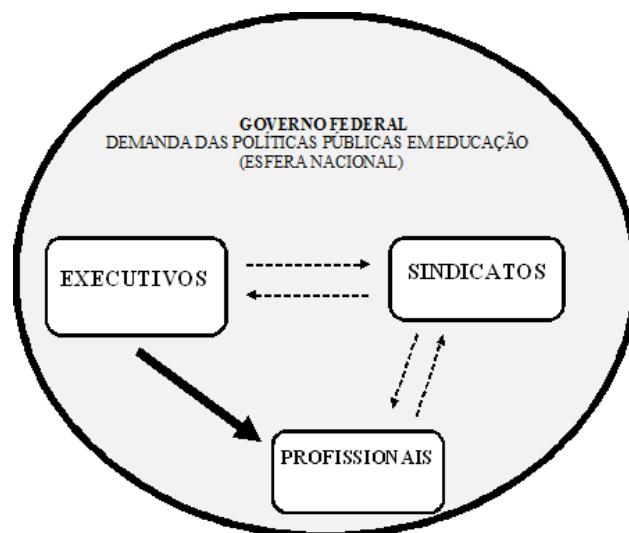 GOVERNO FEDERAL
DEMANDA DAS POLÍTICAS PÚBLICAS EM EDUCAÇÃO
(ESFERA NACIONAL)
EXECUTIVOS
SINDICATOS
PROFISSIONAIS